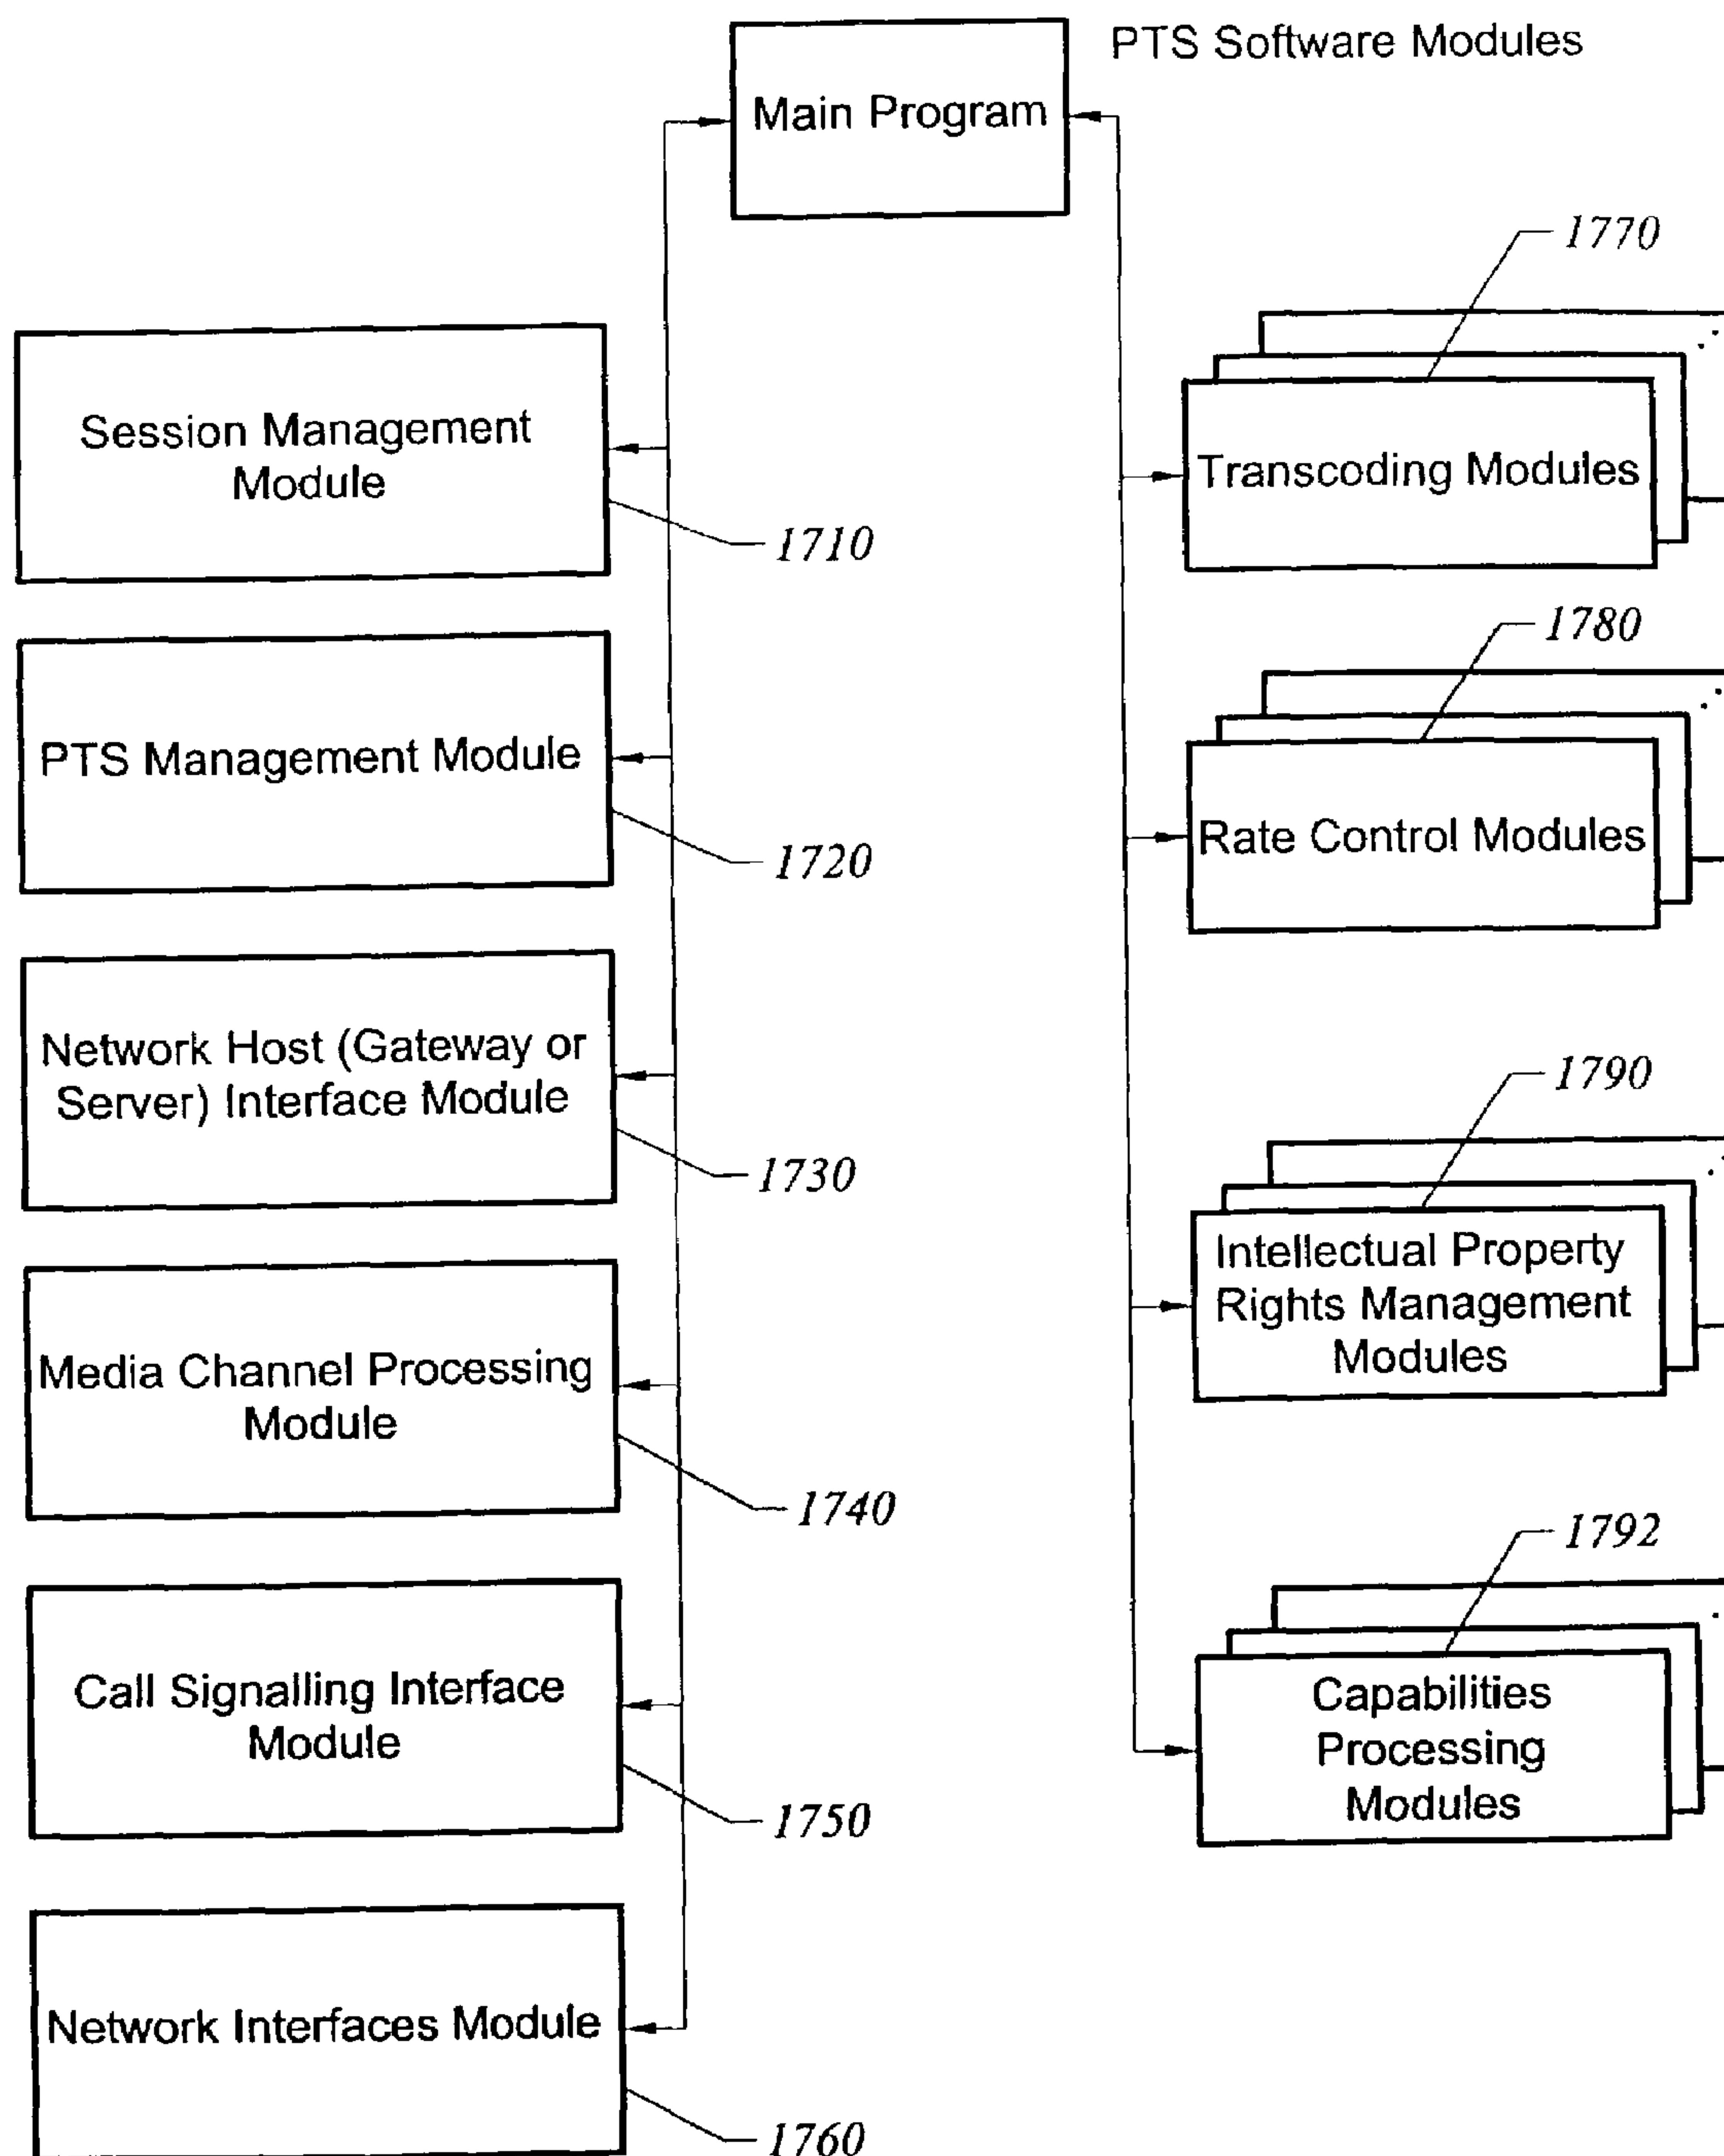 PTS Software Modules
Main Program
Session Management
Module
1710
PTS Management Module
1720
Network Host (Gateway or
Server) Interface Module
1730
Media Channel Processing
Module
1740
Call Signalling Interface
Module
1750
Network Interfaces Module
1760
1770
Transcoding Modules
1780
Rate Control Modules
1790
Intellectual Property
Rights Management
Modules
1792
Capabilities
Processing
Modules